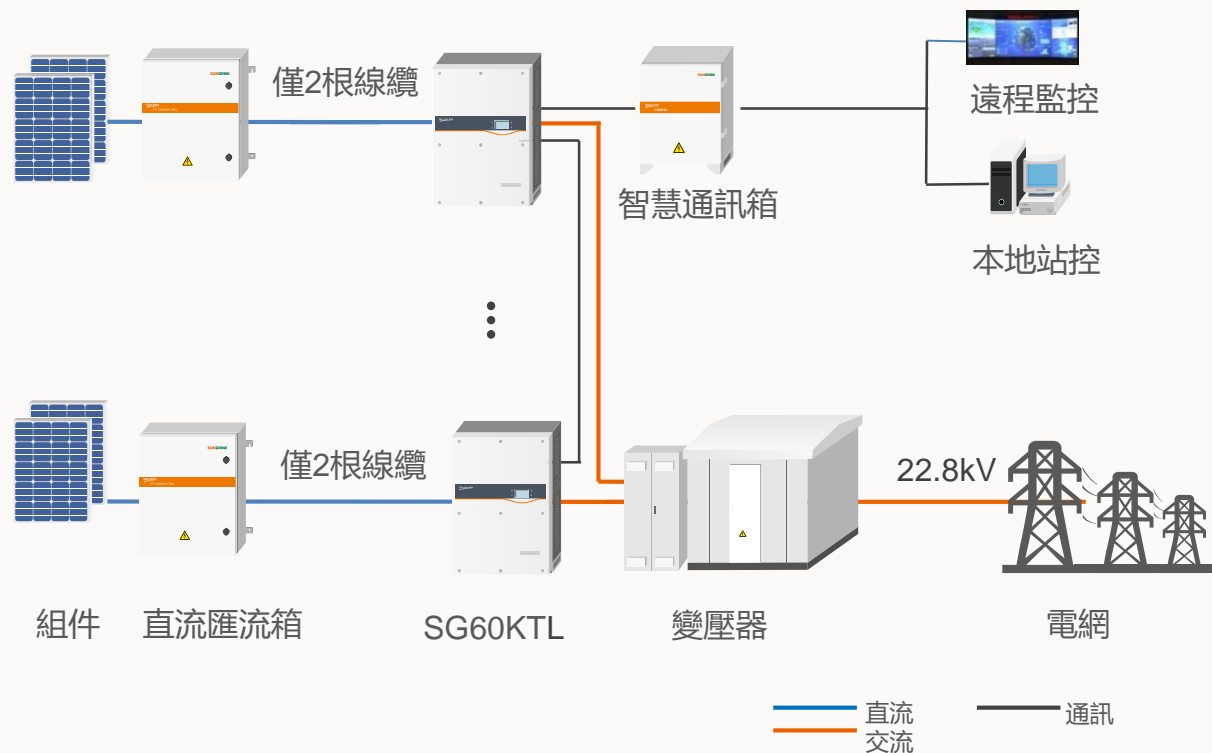 僅2根線纜
SUNGROW
遠程監控
智慧通訊箱
本地站控
僅2根線纜
SUNGROW
22.8kV
組件
直流匯流箱
SG60KTL
變壓器
電網
直流
通訊
交流